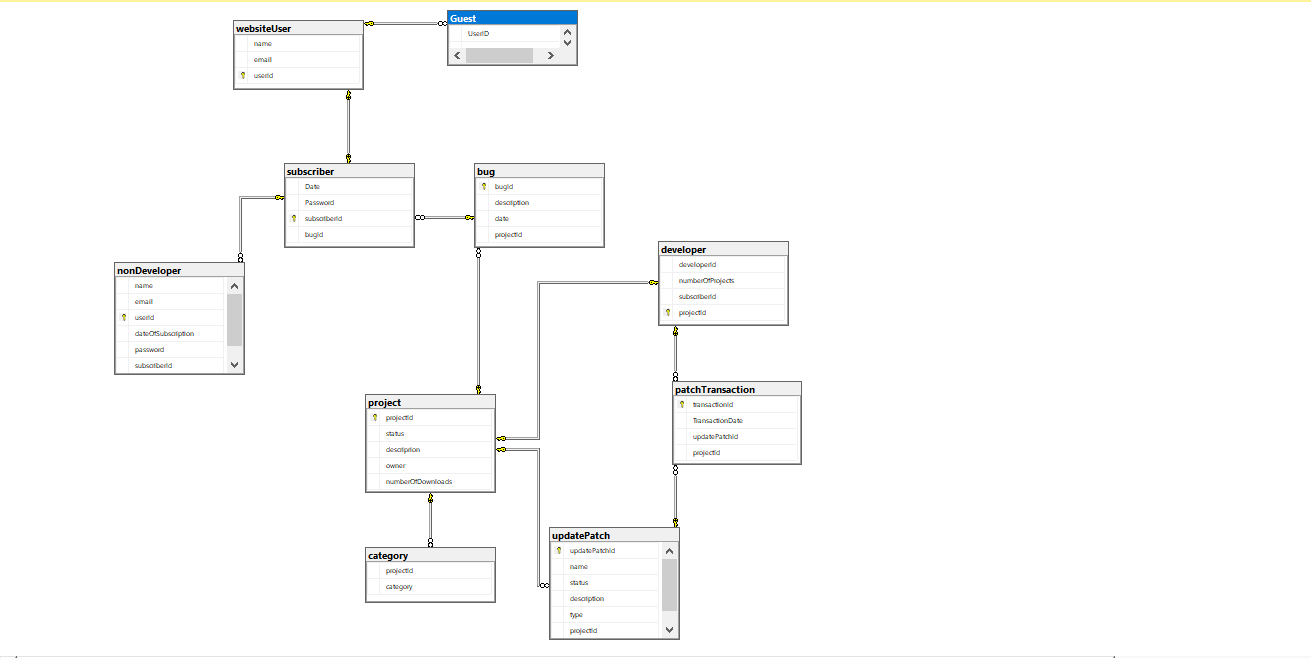 Guest
UserID
websiteUser
name
email
userId
subscriber
Date
Password
subscriberId
bugId
bug
bugId
description
date
projectId
developer
developerId
numberOfProjects
subscriberId
projectId
nonDeveloper
name
email
userId
dateOfSubscription
password
subscriberId
patchTransaction
transactionId
TransactionDate
updatePatchId
projectId
project
projectId
status
description
owner
numberOfDownloads
updatePatch
updatePatchId
name
status
description
type
projectId
category
projectId
category